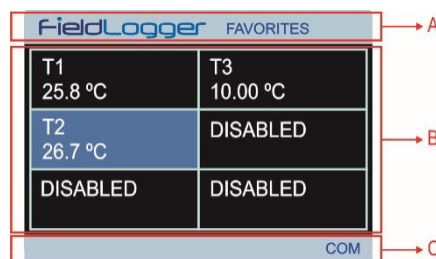 FieldLogger FAVORITES
A
T1
25.8 ºC
T3
10.00 ºC
T2
26.7 ºC
DISABLED
B
DISABLED
DISABLED
COM
C